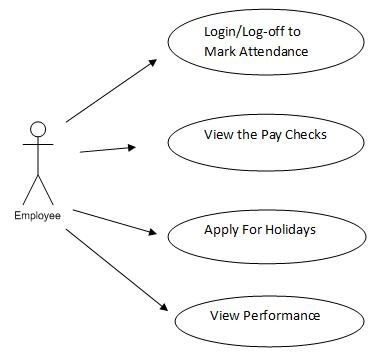 Login/Log-off to
Mark Attendance
View the Pay Checks
Employee
Apply For Holidays
View Performance